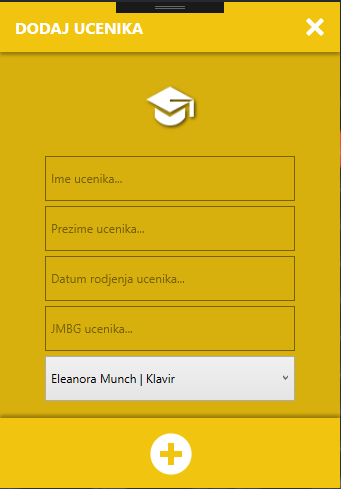 DODAJ UCENIKA
Ime ucenika...
Prezime ucenika...
Datum rodjenja ucenika...
JMBG ucenika...
Eleanora Munch | Klavir